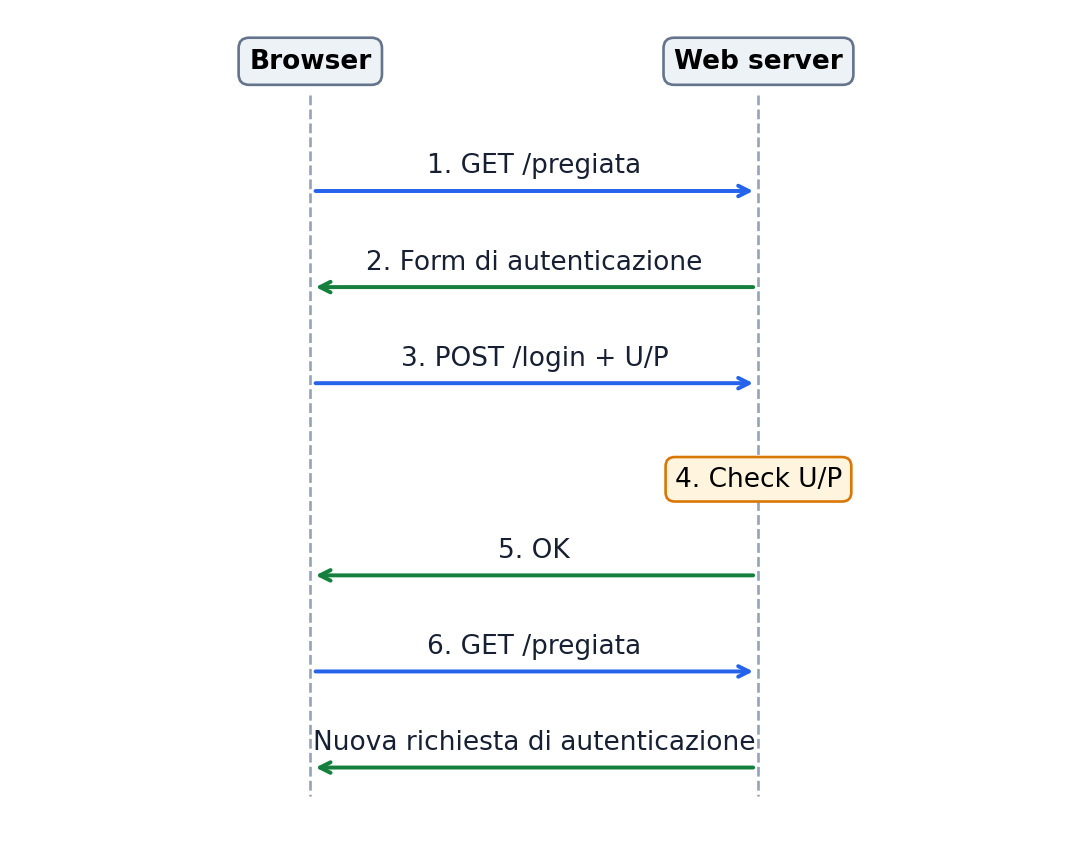 Browser
Web server
1. GET /pregiata
2. Form di autenticazione
3. POST /login + U/P
4. Check U/P
5. OK
6. GET /pregiata
Nuova richiesta di autenticazione